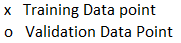 x Training Data point
o Validation Data Point